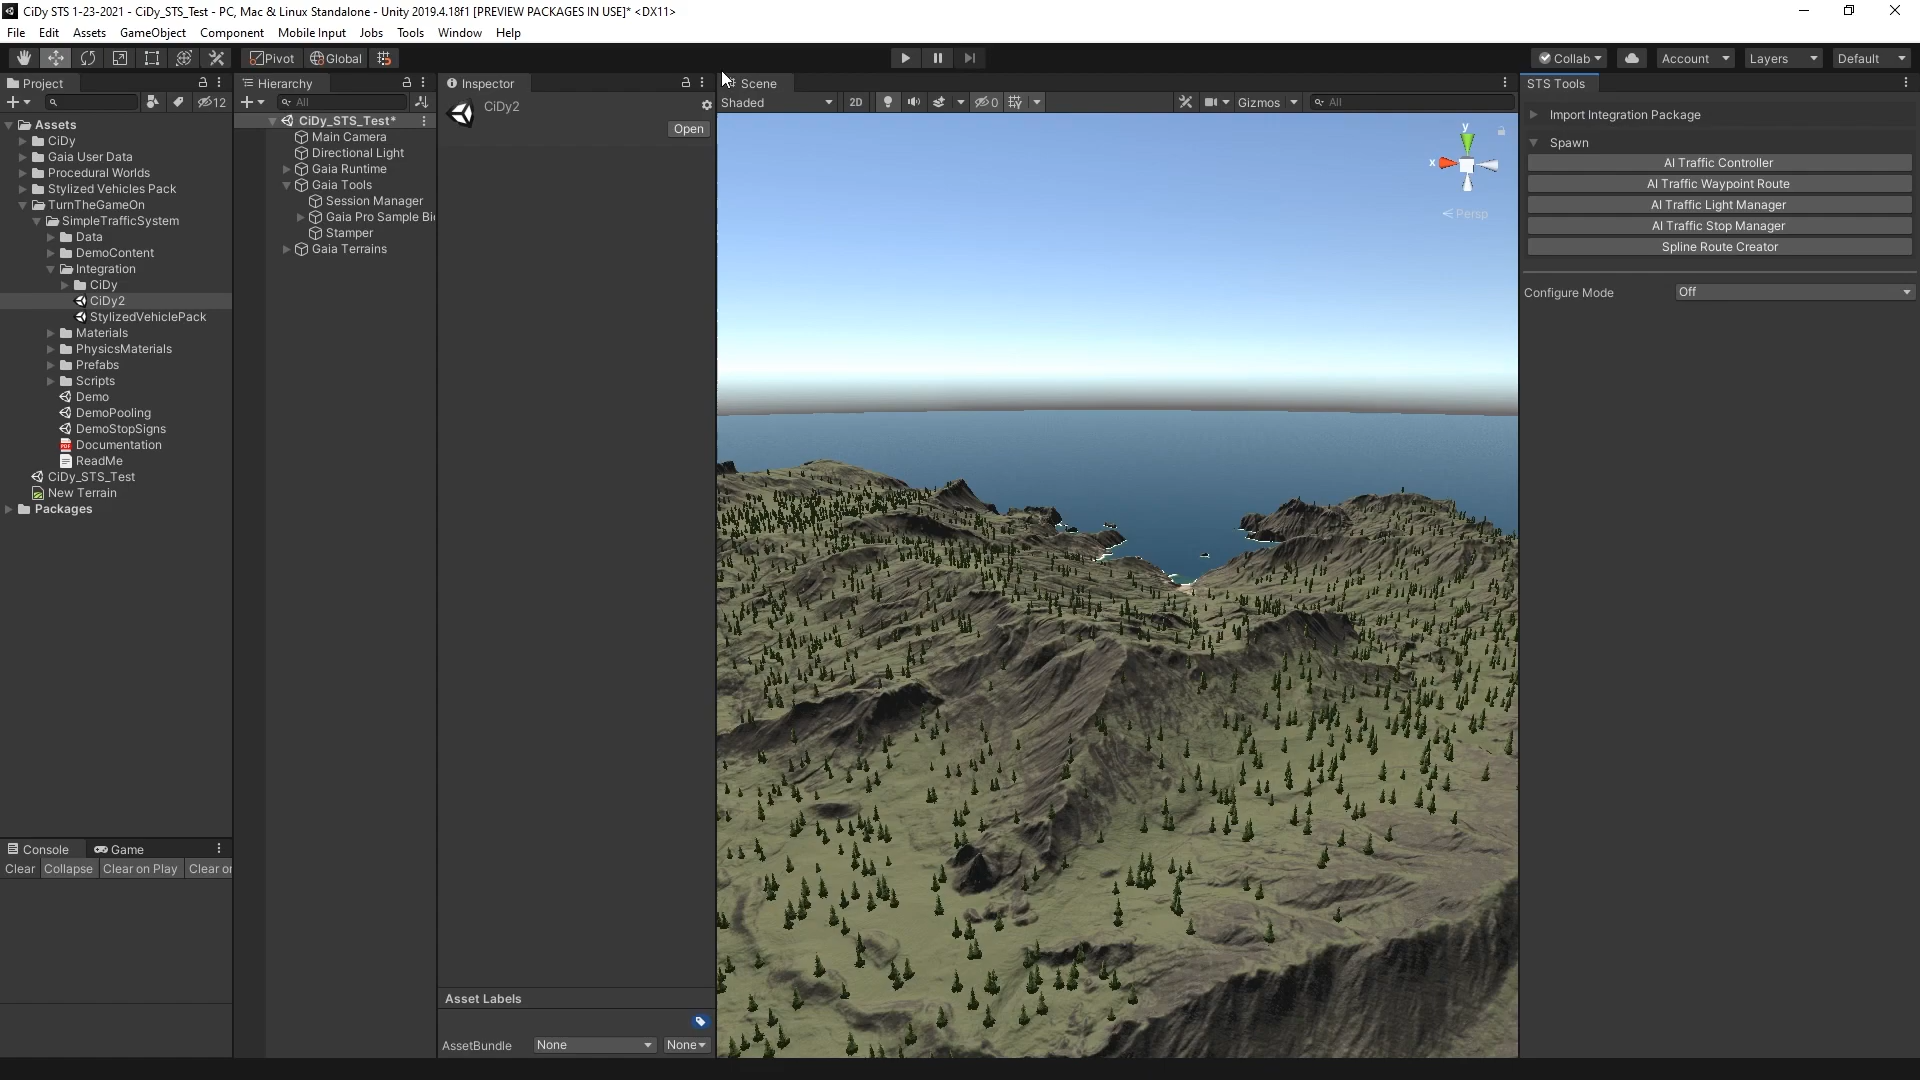 CiDy STS 1-23-2021 - CiDy_STS_Test - PC, Mac & Linux Standalone - Unity 2019.4.18f1 [PREVIEW PACKAGES IN USE]* <DX11>
File Edit Assets GameObject Component Mobile Input Jobs Tools Window Help
Pivot Global Collab Account Layers Default
Project
12
Assets
CiDy
Gaia User Data
Procedural Worlds
Stylized Vehicles Pack
TurnTheGameOn
SimpleTrafficSystem
Data
DemoContent
Integration
CiDy
CiDy2
StylizedVehiclePack
Materials
PhysicsMaterials
Prefabs
Scripts
Demo
DemoPooling
DemoStopSigns
Documentation
ReadMe
CiDy_STS_Test
New Terrain
Packages
Console Game
Clear Collapse Clear on Play Clear or
Hierarchy
All
CiDy_STS_Test*
Main Camera
Directional Light
Gaia Runtime
Gaia Tools
Session Manager
Gaia Pro Sample Bi
Stamper
Gaia Terrains
Inspector
CiDy2
Open
Asset Labels
AssetBundle None None
Scene
Shaded 2D 0 Gizmos All
y
x
Persp
STS Tools
Import Integration Package
Spawn
AI Traffic Controller
AI Traffic Waypoint Route
AI Traffic Light Manager
AI Traffic Stop Manager
Spline Route Creator
Configure Mode Off